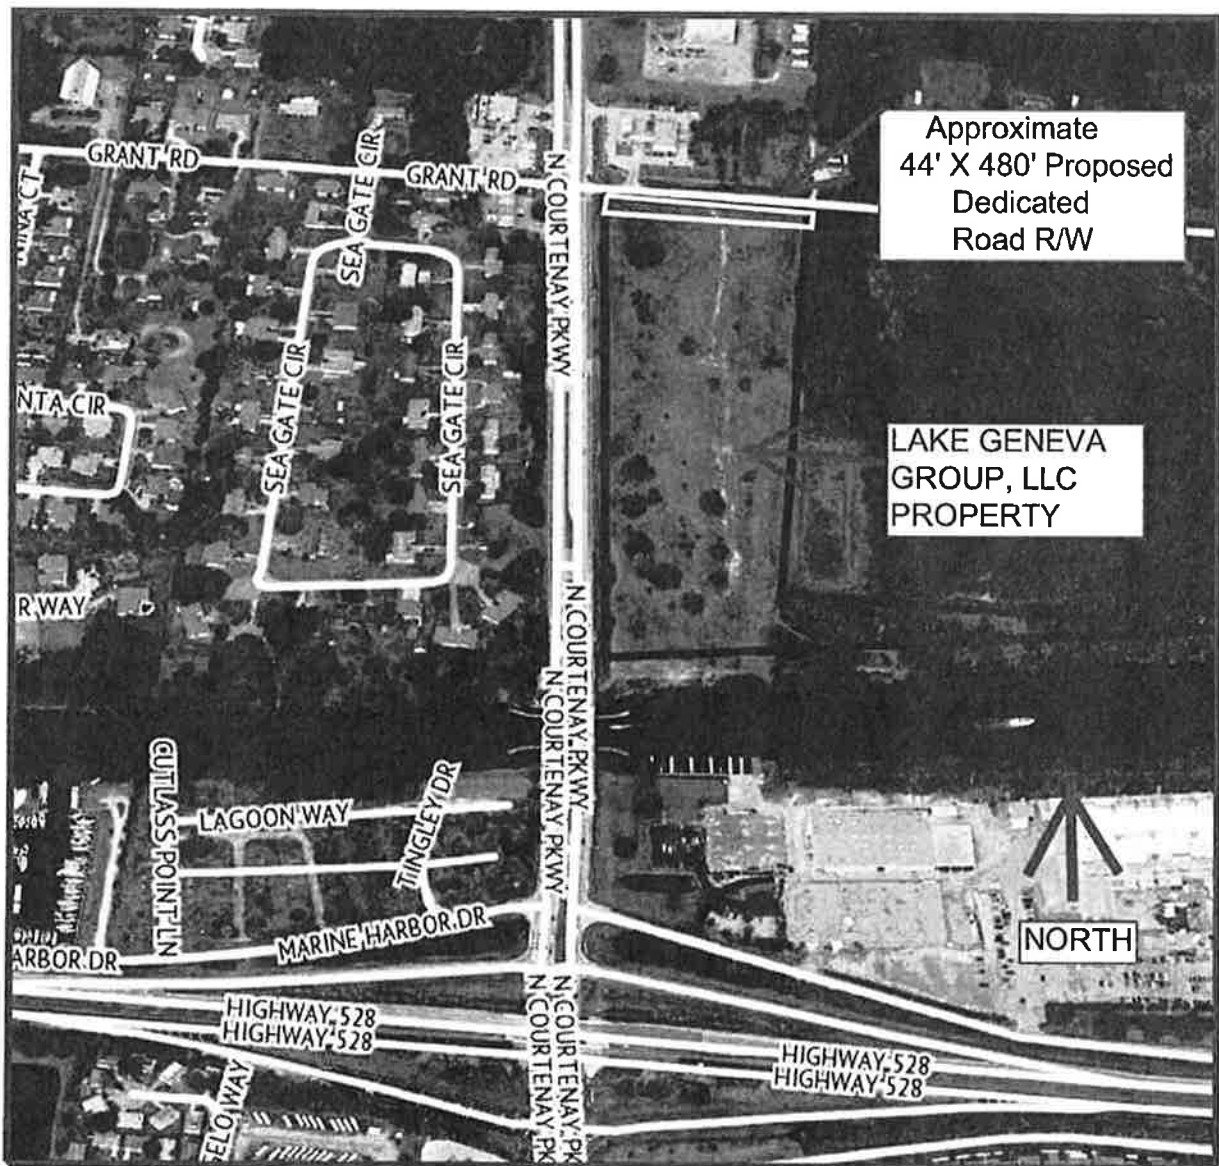 GRANT RD
GRANT RD
SEA GATE CIR
N COURTENAY PKWY
Approximate
44' X 480' Proposed
Dedicated
Road R/W
NTA CIR
SEA GATE CIR
SEA GATE CIR
LAKE GENEVA
GROUP, LLC
PROPERTY
R WAY
N COURTENAY PKWY
N COURTENAY PKWY
CUTLASS POINT LN
LAGOON WAY
TINGLEY DR
MARINE HARBOR DR
ARBOR DR
NORTH
HIGHWAY 528
HIGHWAY 528
N COURTENAY PK
N COURTENAY PK
HIGHWAY 528
HIGHWAY 528
ELO WAY